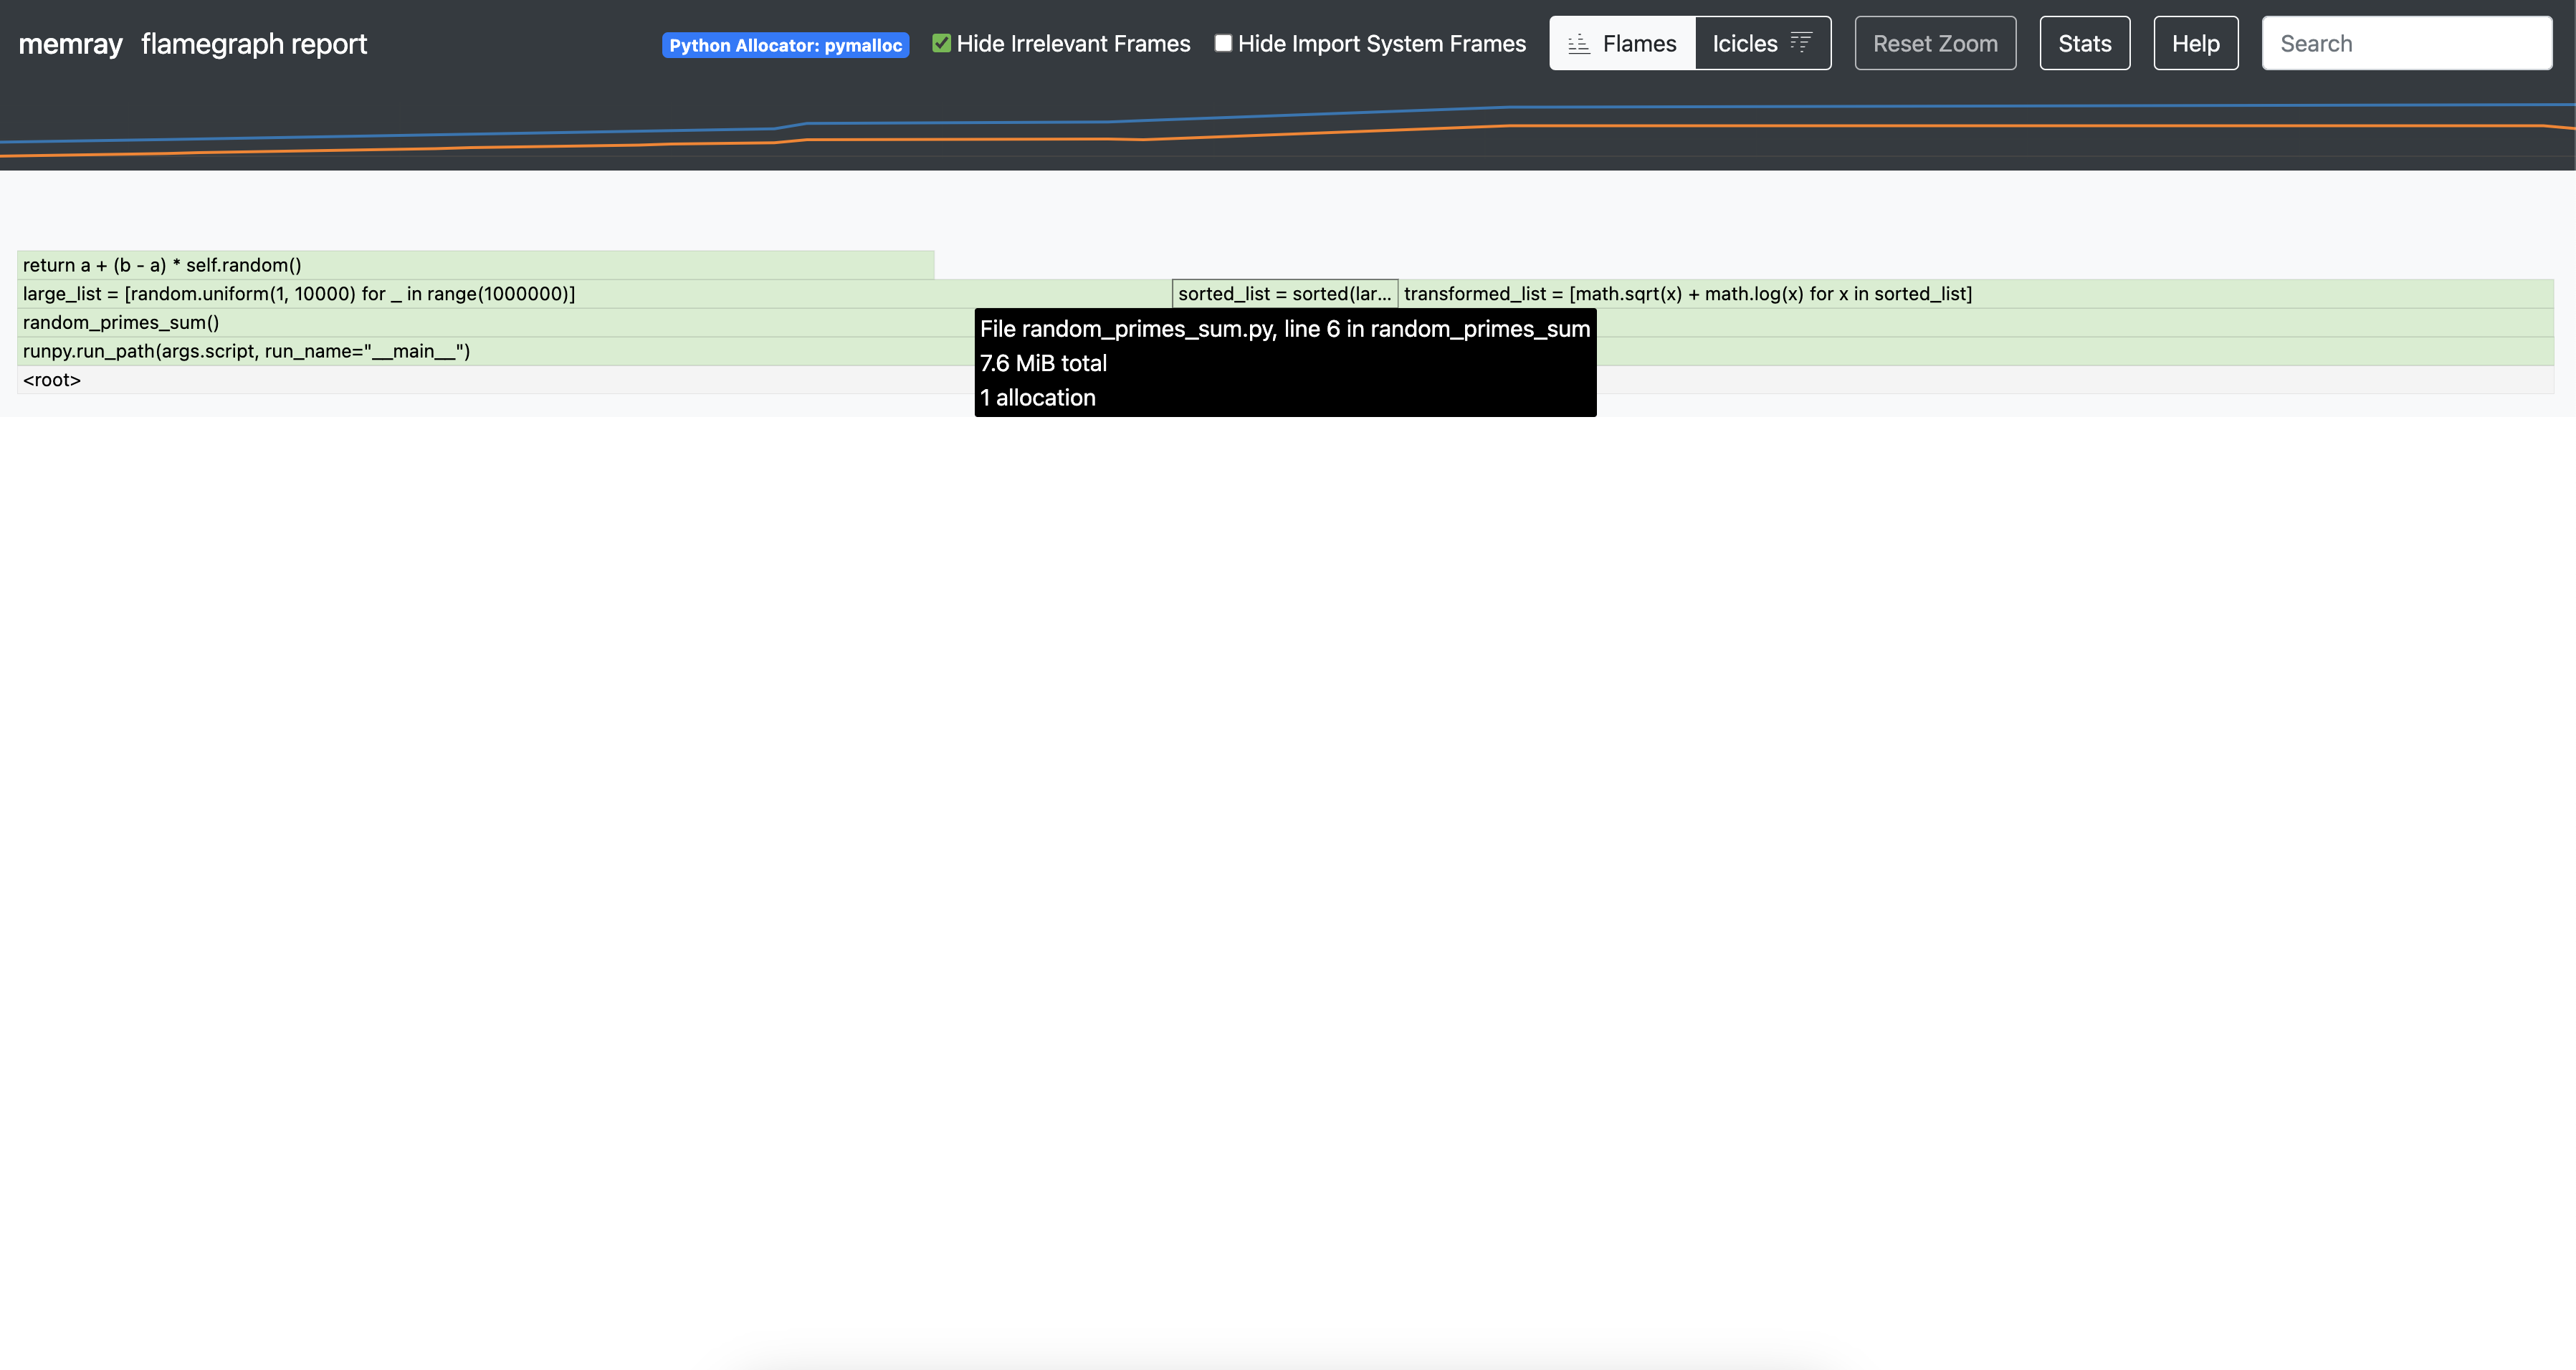 memray flamegraph report Python Allocator: pymalloc Hide Irrelevant Frames Hide Import System Frames Flames Icicles Reset Zoom Stats Help Search
return a + (b - a) * self.random()
large_list = [random.uniform(1, 10000) for _ in range(1000000)] sorted_list = sorted(lar... transformed_list = [math.sqrt(x) + math.log(x) for x in sorted_list]
random_primes_sum()
File random_primes_sum.py, line 6 in random_primes_sum
runpy.run_path(args.script, run_name="__main__")
7.6 MiB total
<root>
1 allocation